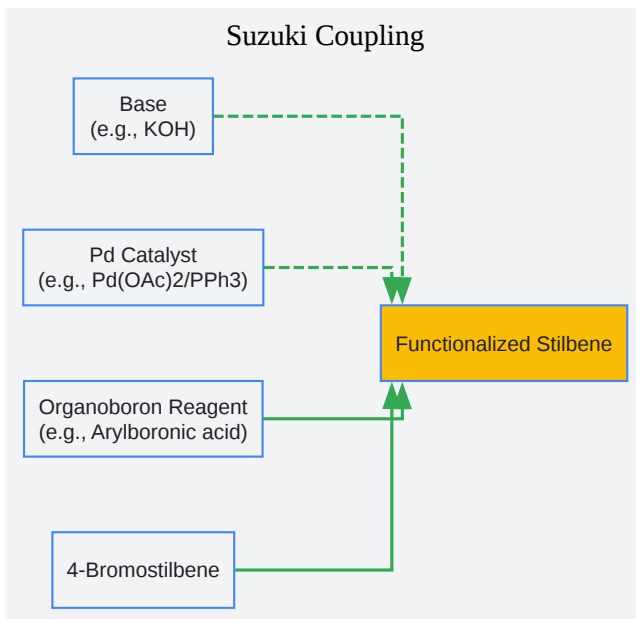 Suzuki Coupling
Base
(e.g., KOH)
Pd Catalyst
(e.g., Pd(OAc)2/PPh3)
Functionalized Stilbene
Organoboron Reagent
(e.g., Arylboronic acid)
4-Bromostilbene